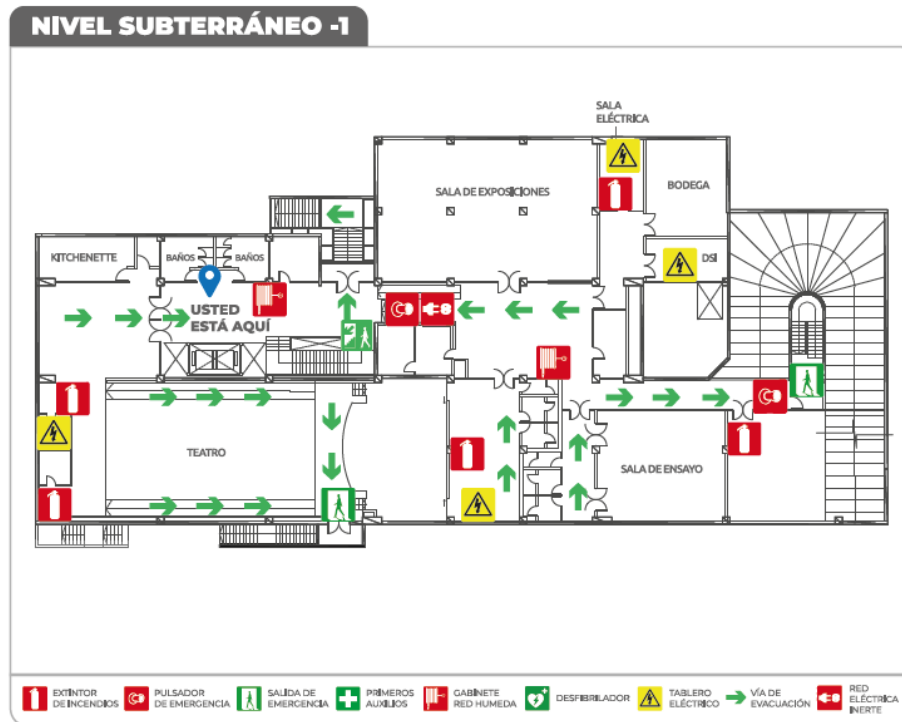 NIVEL SUBTERRÁNEO -1
SALA
ELÉCTRICA
SALA DE EXPOSICIONES
BODEGA
KITCHENETTE
BAÑOS
BAÑOS
DSI
USTED
ESTÁ AQUÍ
TEATRO
SALA DE ENSAYO
EXTINTOR
DE INCENDIOS
PULSADOR
DE EMERGENCIA
SALIDA DE
EMERGENCIA
PRIMEROS
AUXILIOS
GABINETE
RED HUMEDA
DESFIBRILADOR
TABLERO
ELÉCTRICO
VÍA DE
EVACUACIÓN
RED
ELÉCTRICA
INERTE